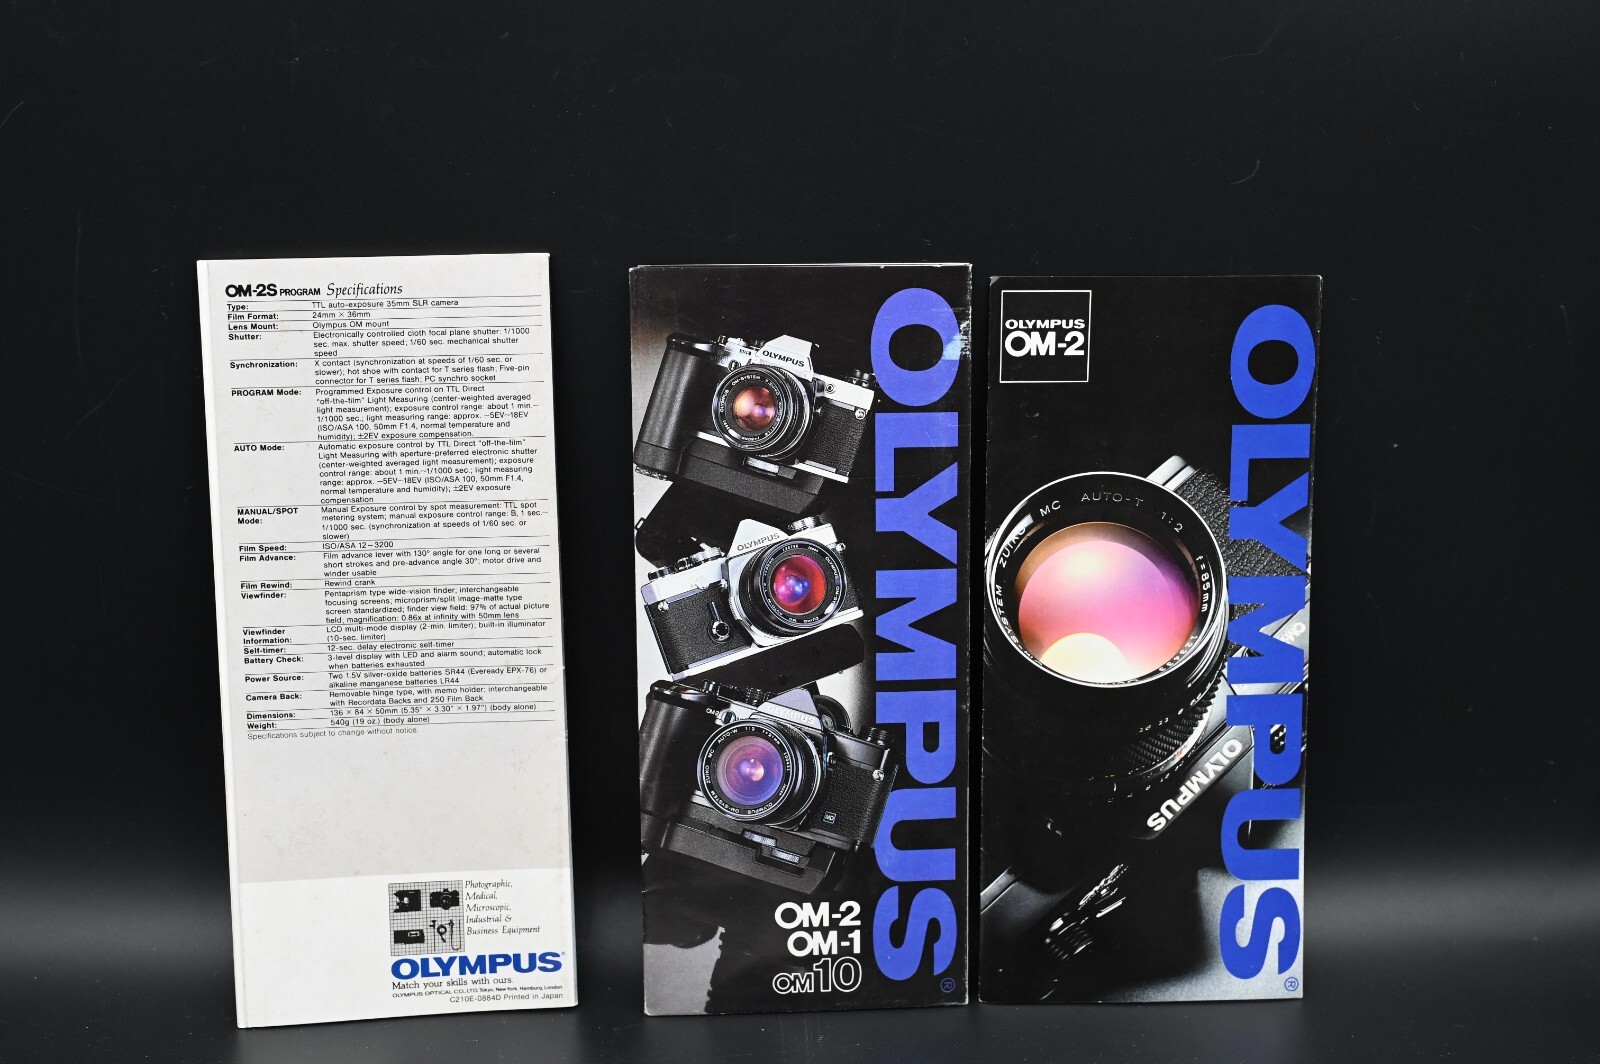 OM-2S PROGRAM Specifications
Type: TTL auto-exposure 35mm SLR camera
Film Format: 24mm × 36mm
Lens Mount: Olympus OM mount
Shutter: Electronically controlled cloth focal plane shutter: 1/1000
sec. max. shutter speed; 1/60 sec. mechanical shutter
speed
Synchronization: X contact (synchronization at speeds of 1/60 sec. or
slower); hot shoe with contact for T series flash; Five-pin
connector for T series flash; PC synchro socket
PROGRAM Mode: Programmed Exposure control on TTL Direct
"off-the-film" Light Measuring (center-weighted averaged
light measurement); exposure control range: about 1 min.~
1/1000 sec.; light measuring range: approx. −5EV~18EV
(ISO/ASA 100, 50mm F1.4, normal temperature and
humidity); ±2EV exposure compensation.
AUTO Mode: Automatic exposure control by TTL Direct "off-the-film"
Light Measuring with aperture-preferred electronic shutter
(center-weighted averaged light measurement); exposure
control range: about 1 min.~1/1000 sec.; light measuring
range: approx. −5EV~18EV (ISO/ASA 100, 50mm F1.4,
normal temperature and humidity); ±2EV exposure
compensation
MANUAL/SPOT Manual Exposure control by spot measurement: TTL spot
Mode: metering system; manual exposure control range: B, 1 sec.~
1/1000 sec. (synchronization at speeds of 1/60 sec. or
slower)
Film Speed: ISO/ASA 12–3200
Film Advance: Film advance lever with 130° angle for one long or several
short strokes and pre-advance angle 30°; motor drive and
winder usable
Film Rewind: Rewind crank
Viewfinder: Pentaprism type wide-vision finder; interchangeable
focusing screens; microprism/split image-matte type
screen standardized; finder view field: 97% of actual picture
field; magnification: 0.86x at infinity with 50mm lens
Viewfinder LCD multi-mode display (2-min. limiter); built-in illuminator
Information: (10-sec. limiter)
Self-timer: 12-sec. delay electronic self-timer
Battery Check: 3-level display with LED and alarm sound; automatic lock
when batteries exhausted
Power Source: Two 1.5V silver-oxide batteries SR44 (Eveready EPX-76) or
alkaline manganese batteries LR44
Camera Back: Removable hinge type, with memo holder; interchangeable
with Recordata Backs and 250 Film Back
Dimensions: 136 × 84 × 50mm (5.35" × 3.30" × 1.97") (body alone)
Weight: 540g (19 oz.) (body alone)
Specifications subject to change without notice.
Photographic,
Medical,
Microscopic,
Industrial &
Business Equipment
OLYMPUS®
Match your skills with ours.
OLYMPUS OPTICAL CO., LTD. Tokyo, New York, Hamburg, London
C210E-0884D Printed in Japan
OLYMPUS®
OLYMPUS
OLYMPUS
OLYMPUS
OM-2
OM-1
OM10
OLYMPUS
OM-2
OLYMPUS®
ZUIKO MC AUTO-T 1:2 f=85mm
OLYMPUS